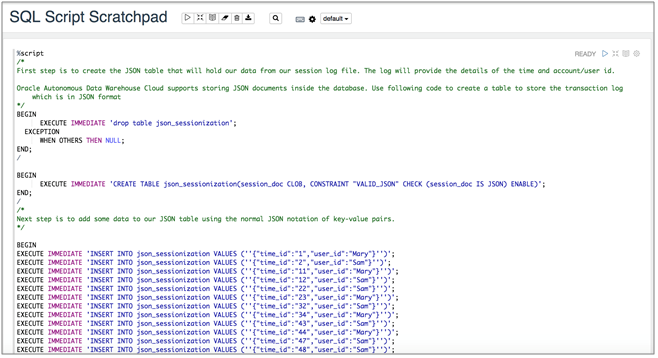 SQL Script Scratchpad
default
%script
READY
/*
First step is to create the JSON table that will hold our data from our session log file. The log will provide the details of the time and account/user id.
Oracle Autonomous Data Warehouse Cloud supports storing JSON documents inside the database. Use following code to create a table to store the transaction log
which is in JSON format
*/
BEGIN
EXECUTE IMMEDIATE 'drop table json_sessionization';
EXCEPTION
WHEN OTHERS THEN NULL;
END;
/
BEGIN
EXECUTE IMMEDIATE 'CREATE TABLE json_sessionization(session_doc CLOB, CONSTRAINT "VALID_JSON" CHECK (session_doc IS JSON) ENABLE)';
END;
/
/*
Next step is to add some data to our JSON table using the normal JSON notation of key-value pairs.
*/
BEGIN
EXECUTE IMMEDIATE 'INSERT INTO json_sessionization VALUES (''{"time_id":"1","user_id":"Mary"}'')';
EXECUTE IMMEDIATE 'INSERT INTO json_sessionization VALUES (''{"time_id":"2","user_id":"Sam"}'')';
EXECUTE IMMEDIATE 'INSERT INTO json_sessionization VALUES (''{"time_id":"11","user_id":"Mary"}'')';
EXECUTE IMMEDIATE 'INSERT INTO json_sessionization VALUES (''{"time_id":"12","user_id":"Sam"}'')';
EXECUTE IMMEDIATE 'INSERT INTO json_sessionization VALUES (''{"time_id":"22","user_id":"Sam"}'')';
EXECUTE IMMEDIATE 'INSERT INTO json_sessionization VALUES (''{"time_id":"23","user_id":"Mary"}'')';
EXECUTE IMMEDIATE 'INSERT INTO json_sessionization VALUES (''{"time_id":"32","user_id":"Sam"}'')';
EXECUTE IMMEDIATE 'INSERT INTO json_sessionization VALUES (''{"time_id":"34","user_id":"Mary"}'')';
EXECUTE IMMEDIATE 'INSERT INTO json_sessionization VALUES (''{"time_id":"43","user_id":"Sam"}'')';
EXECUTE IMMEDIATE 'INSERT INTO json_sessionization VALUES (''{"time_id":"44","user_id":"Mary"}'')';
EXECUTE IMMEDIATE 'INSERT INTO json_sessionization VALUES (''{"time_id":"47","user_id":"Sam"}'')';
EXECUTE IMMEDIATE 'INSERT INTO json_sessionization VALUES (''{"time_id":"48","user_id":"Sam"}'')';